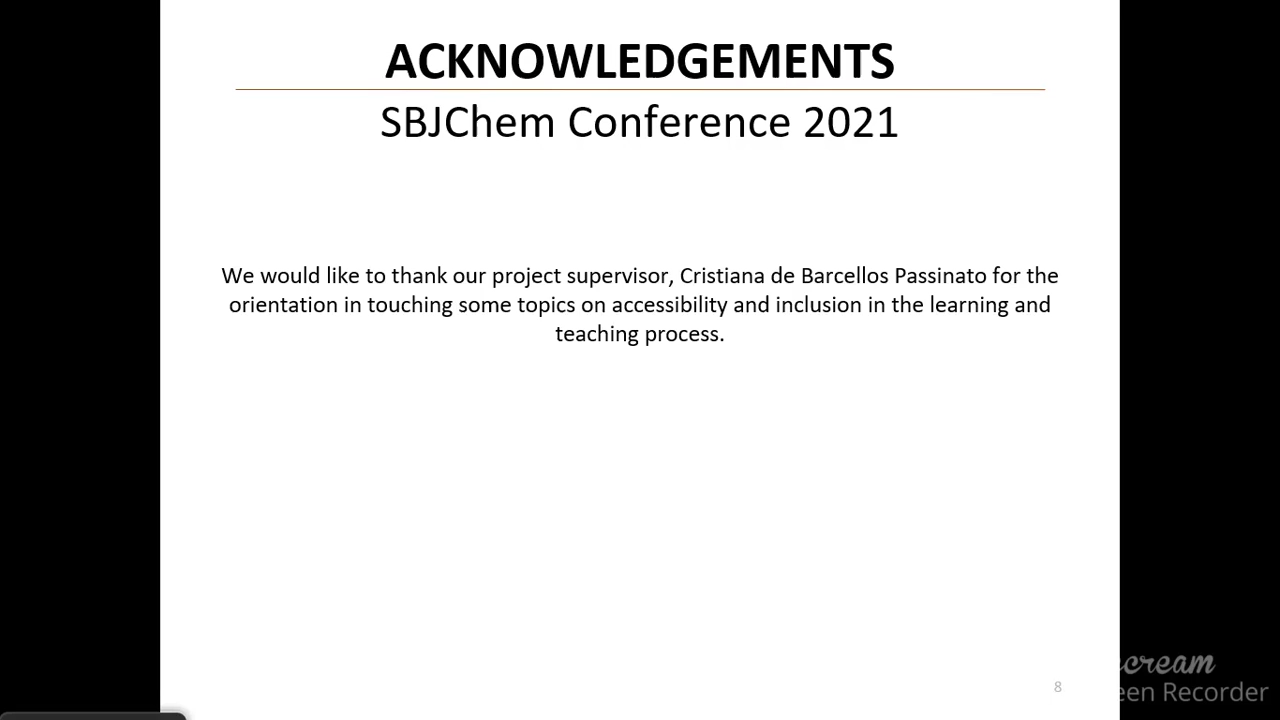 ACKNOWLEDGEMENTS
SBJChem Conference 2021
We would like to thank our project supervisor, Cristiana de Barcellos Passinato for the
orientation in touching some topics on accessibility and inclusion in the learning and
teaching process.
8
Recorder